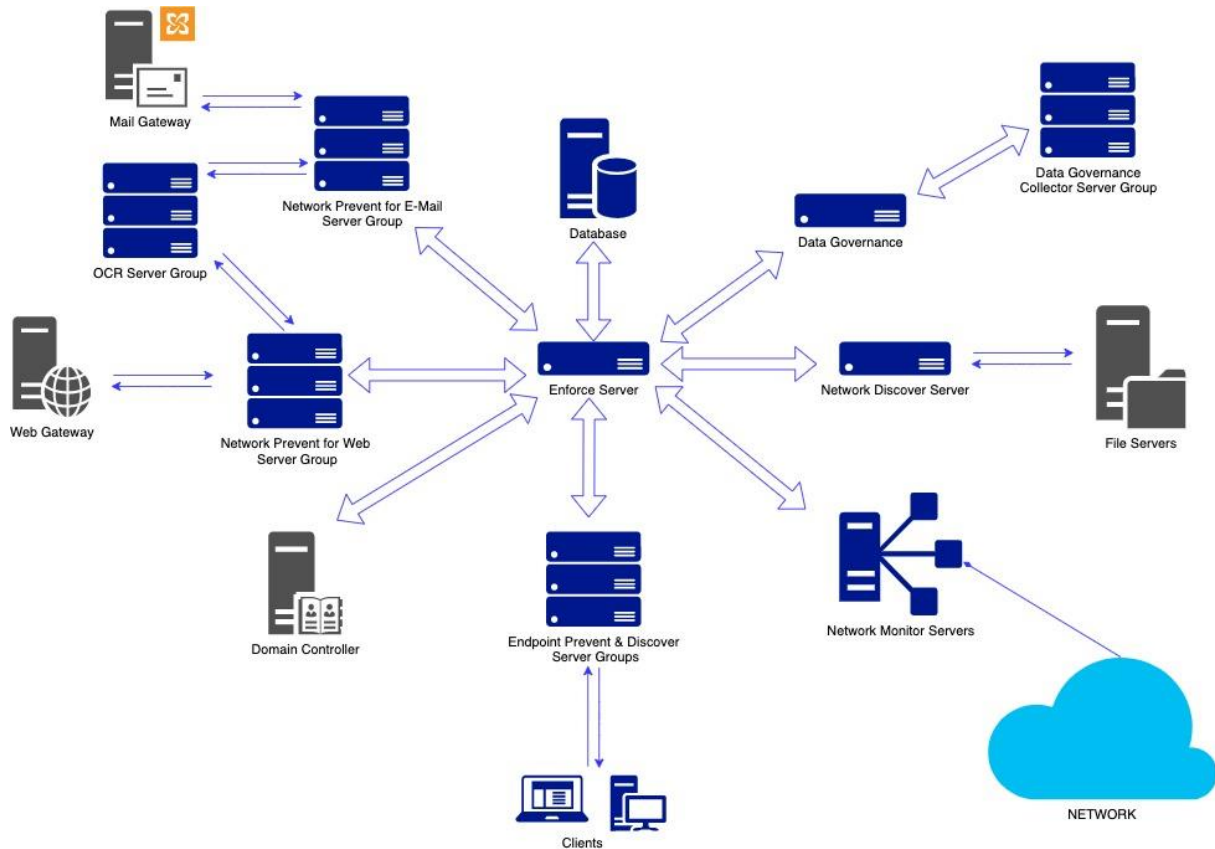 Mail Gateway
Network Prevent for E-Mail
Server Group
OCR Server Group
Database
Data Governance
Collector Server Group
Data Governance
Web Gateway
Network Prevent for Web
Server Group
Enforce Server
Network Discover Server
File Servers
Domain Controller
Endpoint Prevent & Discover
Server Groups
Network Monitor Servers
NETWORK
Clients